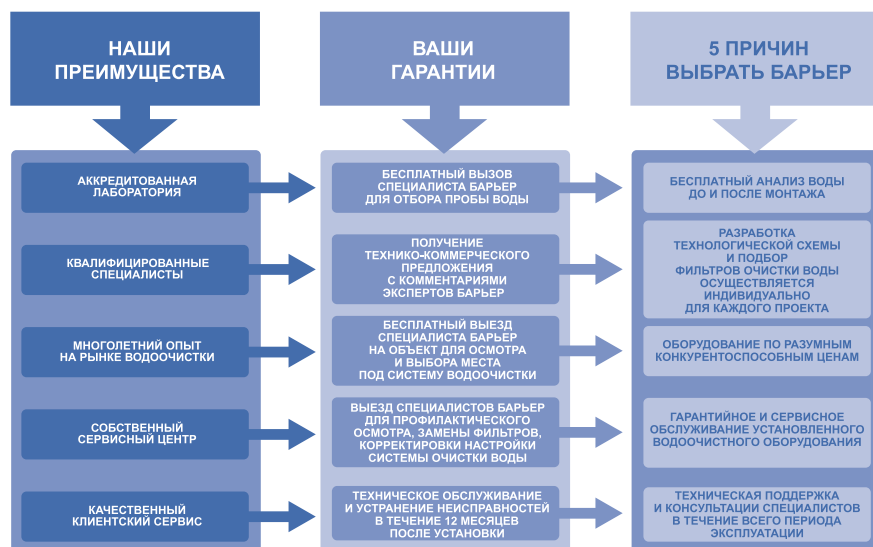 НАШИ
ПРЕИМУЩЕСТВА
ВАШИ
ГАРАНТИИ
5 ПРИЧИН
ВЫБРАТЬ БАРЬЕР
АККРЕДИТОВАННАЯ
ЛАБОРАТОРИЯ
БЕСПЛАТНЫЙ ВЫЗОВ
СПЕЦИАЛИСТА БАРЬЕР
ДЛЯ ОТБОРА ПРОБЫ ВОДЫ
БЕСПЛАТНЫЙ АНАЛИЗ ВОДЫ
ДО И ПОСЛЕ МОНТАЖА
КВАЛИФИЦИРОВАННЫЕ
СПЕЦИАЛИСТЫ
ПОЛУЧЕНИЕ
ТЕХНИКО-КОММЕРЧЕСКОГО
ПРЕДЛОЖЕНИЯ
С КОММЕНТАРИЯМИ
ЭКСПЕРТОВ БАРЬЕР
РАЗРАБОТКА
ТЕХНОЛОГИЧЕСКОЙ СХЕМЫ
И ПОДБОР
ФИЛЬТРОВ ОЧИСТКИ ВОДЫ
ОСУЩЕСТВЛЯЕТСЯ
ИНДИВИДУАЛЬНО
ДЛЯ КАЖДОГО ПРОЕКТА
МНОГОЛЕТНИЙ ОПЫТ
НА РЫНКЕ ВОДООЧИСТКИ
БЕСПЛАТНЫЙ ВЫЕЗД
СПЕЦИАЛИСТА БАРЬЕР
НА ОБЪЕКТ ДЛЯ ОСМОТРА
И ВЫБОРА МЕСТА
ПОД СИСТЕМУ ВОДООЧИСТКИ
ОБОРУДОВАНИЕ ПО РАЗУМНЫМ
КОНКУРЕНТОСПОСОБНЫМ ЦЕНАМ
СОБСТВЕННЫЙ
СЕРВИСНЫЙ ЦЕНТР
ВЫЕЗД СПЕЦИАЛИСТОВ БАРЬЕР
ДЛЯ ПРОФИЛАКТИЧЕСКОГО
ОСМОТРА, ЗАМЕНЫ ФИЛЬТРОВ,
КОРРЕКТИРОВКИ НАСТРОЙКИ
СИСТЕМЫ ОЧИСТКИ ВОДЫ
ГАРАНТИЙНОЕ И СЕРВИСНОЕ
ОБСЛУЖИВАНИЕ УСТАНОВЛЕННОГО
ВОДООЧИСТНОГО ОБОРУДОВАНИЯ
КАЧЕСТВЕННЫЙ
КЛИЕНТСКИЙ СЕРВИС
ТЕХНИЧЕСКОЕ ОБСЛУЖИВАНИЕ
И УСТРАНЕНИЕ НЕИСПРАВНОСТЕЙ
В ТЕЧЕНИЕ 12 МЕСЯЦЕВ
ПОСЛЕ УСТАНОВКИ
ТЕХНИЧЕСКАЯ ПОДДЕРЖКА
И КОНСУЛЬТАЦИИ СПЕЦИАЛИСТОВ
В ТЕЧЕНИЕ ВСЕГО ПЕРИОДА
ЭКСПЛУАТАЦИИ